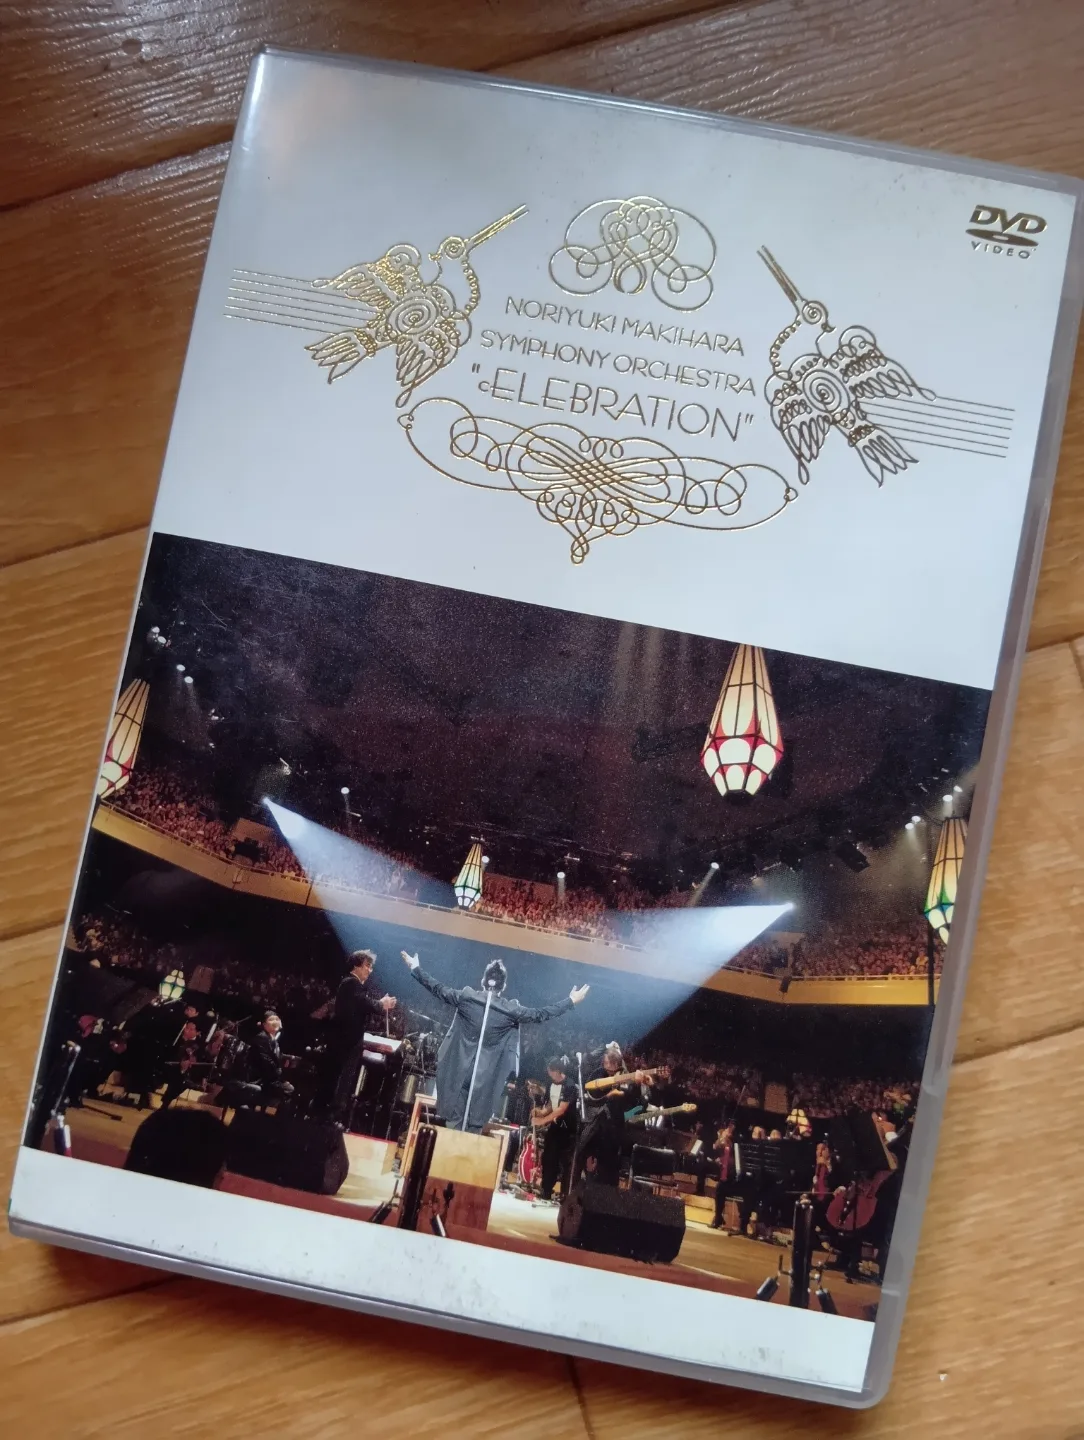 DVD
VIDEO
NORIYUKI MAKIHARA
SYMPHONY ORCHESTRA
"cELEBRATION"